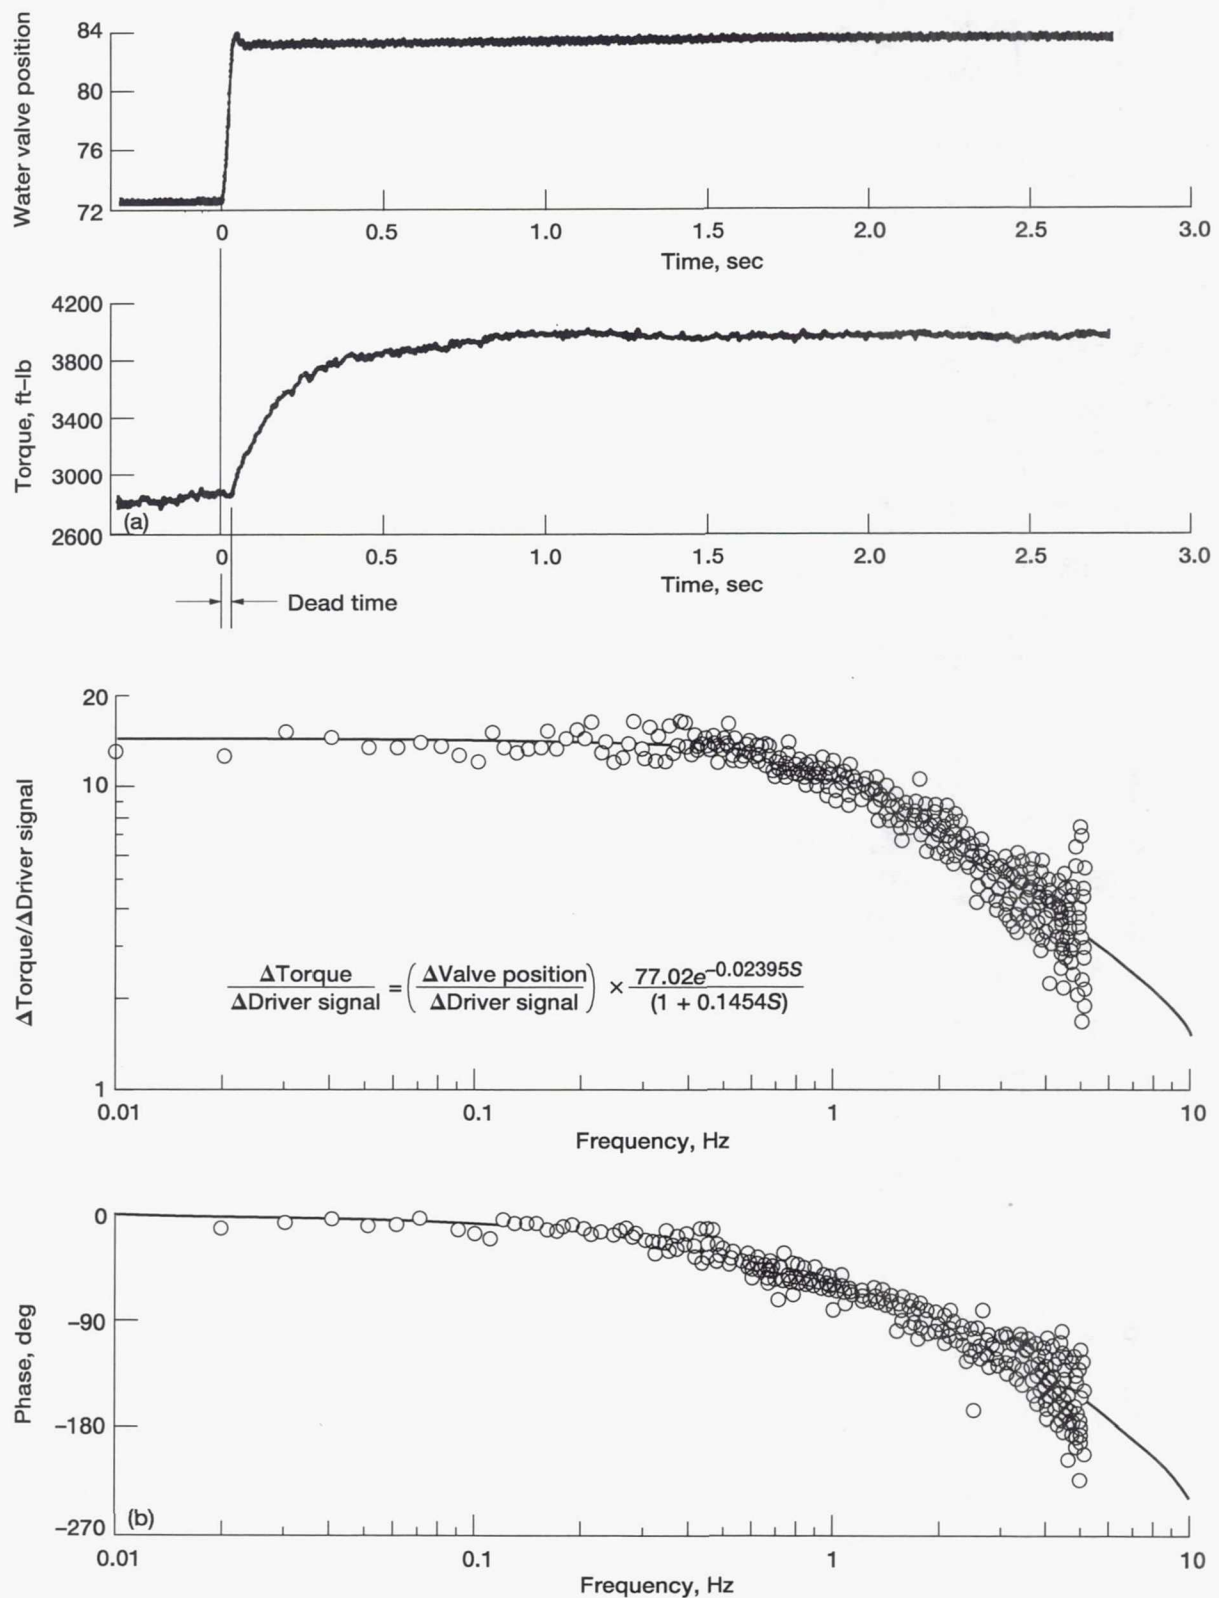 Water valve position
84
80
76
72
0 0.5 1.0 1.5 2.0 2.5 3.0
Time, sec
Torque, ft–lb
4200
3800
3400
3000
2600
(a)
0 0.5 1.0 1.5 2.0 2.5 3.0
Time, sec
Dead time
ΔTorque/ΔDriver signal
20
10
1
ΔTorque/ΔDriver signal = (ΔValve position/ΔDriver signal) × 77.02e^–0.02395S/(1 + 0.1454S)
0.01 0.1 1 10
Frequency, Hz
Phase, deg
0
–90
–180
–270
(b)
0.01 0.1 1 10
Frequency, Hz